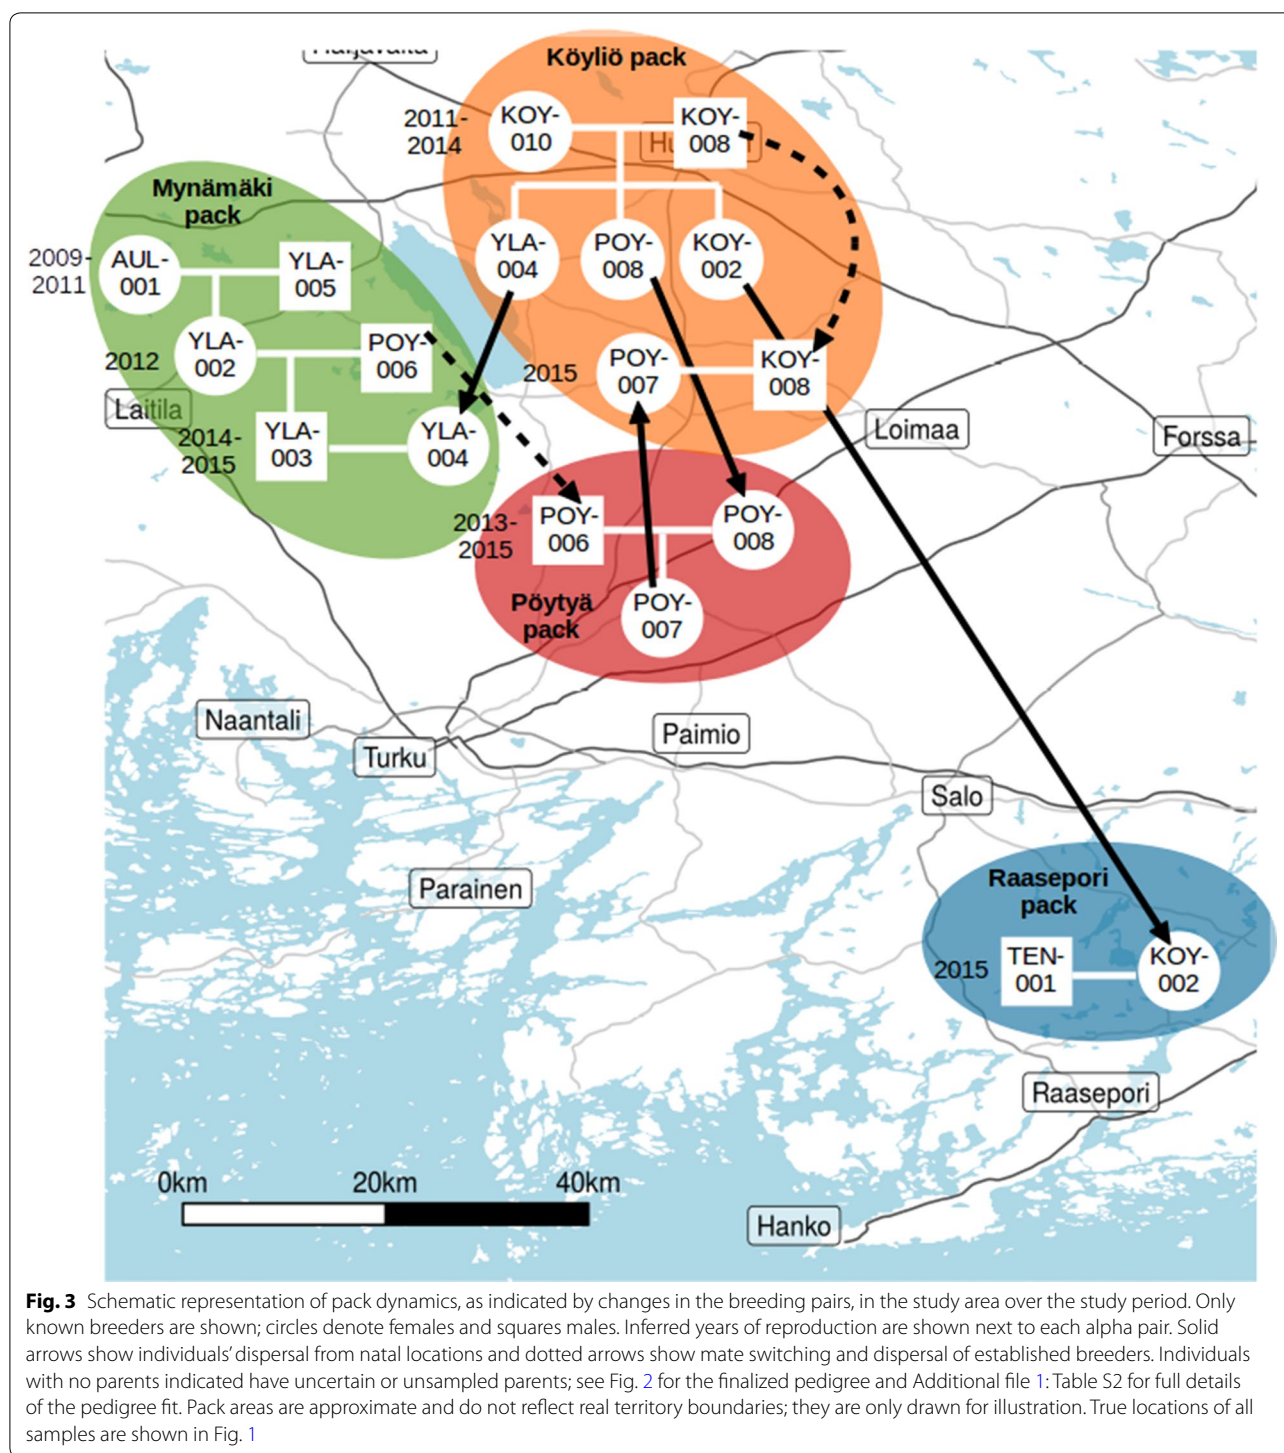 Köyliö pack
2011-
2014
KOY-
010
KOY-
008
YLA-
004
POY-
008
KOY-
002
2015
POY-
007
KOY-
008
Mynämäki
pack
2009-
2011
AUL-
001
YLA-
005
2012
YLA-
002
POY-
006
Laitila
2014-
2015
YLA-
003
YLA-
004
Loimaa
Forssa
2013-
2015
POY-
006
POY-
008
Pöytyä
pack
POY-
007
Naantali
Turku
Paimio
Salo
Parainen
Raasepori
pack
2015
TEN-
001
KOY-
002
Raasepori
Hanko
0km 20km 40km
Fig. 3 Schematic representation of pack dynamics, as indicated by changes in the breeding pairs, in the study area over the study period. Only
known breeders are shown; circles denote females and squares males. Inferred years of reproduction are shown next to each alpha pair. Solid
arrows show individuals' dispersal from natal locations and dotted arrows show mate switching and dispersal of established breeders. Individuals
with no parents indicated have uncertain or unsampled parents; see Fig. 2 for the finalized pedigree and Additional file 1: Table S2 for full details
of the pedigree fit. Pack areas are approximate and do not reflect real territory boundaries; they are only drawn for illustration. True locations of all
samples are shown in Fig. 1